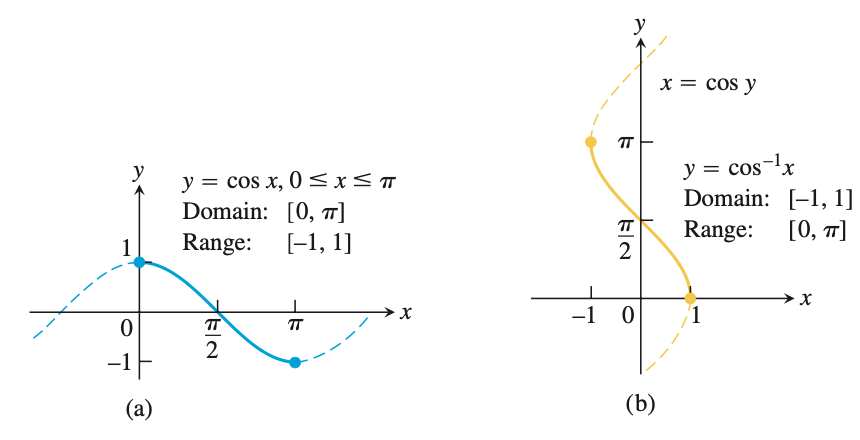 y
y = cos x, 0 ≤ x ≤ π
Domain: [0, π]
Range: [–1, 1]
1
0
π/2
π
x
–1
(a)
y
x = cos y
π
y = cos⁻¹x
Domain: [–1, 1]
Range: [0, π]
π/2
–1
0
1
x
(b)